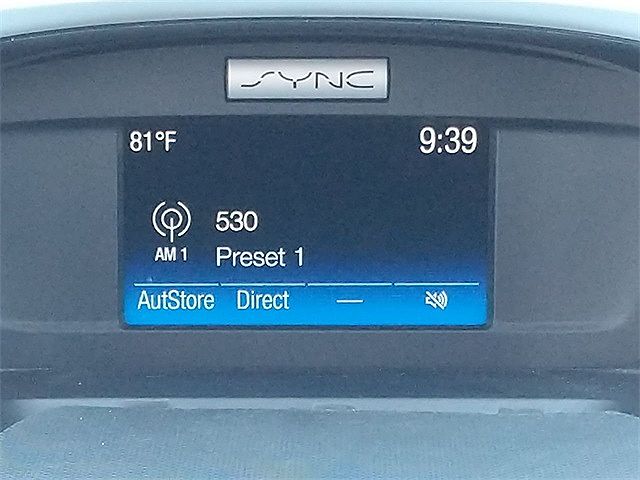 SYNC
81°F 9:39
530
AM 1 Preset 1
AutStore Direct —